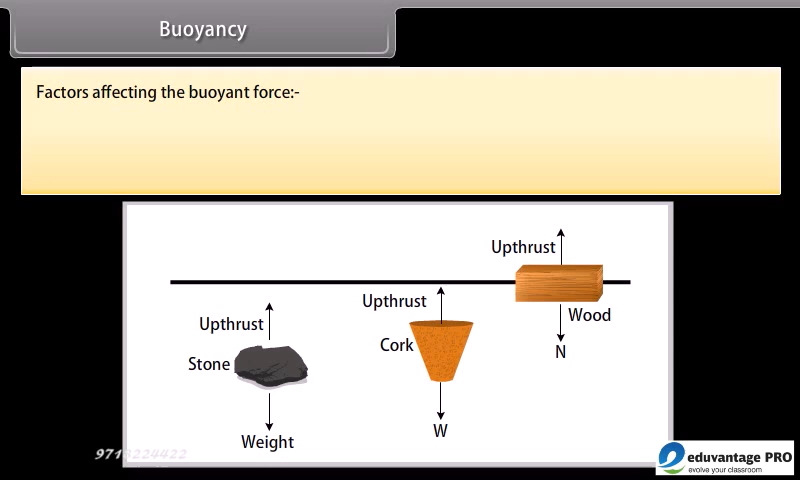 Buoyancy
Factors affecting the buoyant force:-
Upthrust
Upthrust
Upthrust
Wood
Cork
Stone
N
W
Weight
eduvantage PRO
evolve your classroom